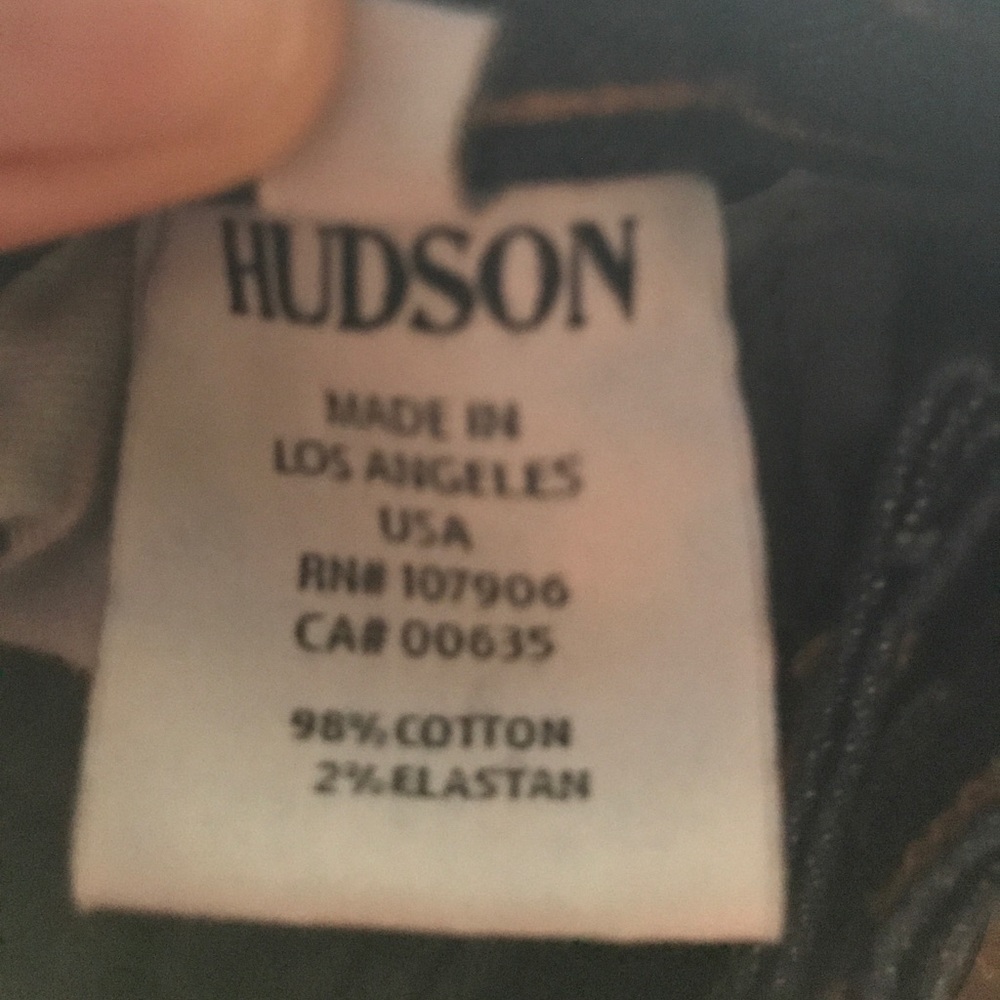 HUDSON
MADE IN
LOS ANGELES
USA
RN# 107906
CA# 00635
98% COTTON
2% ELASTAN